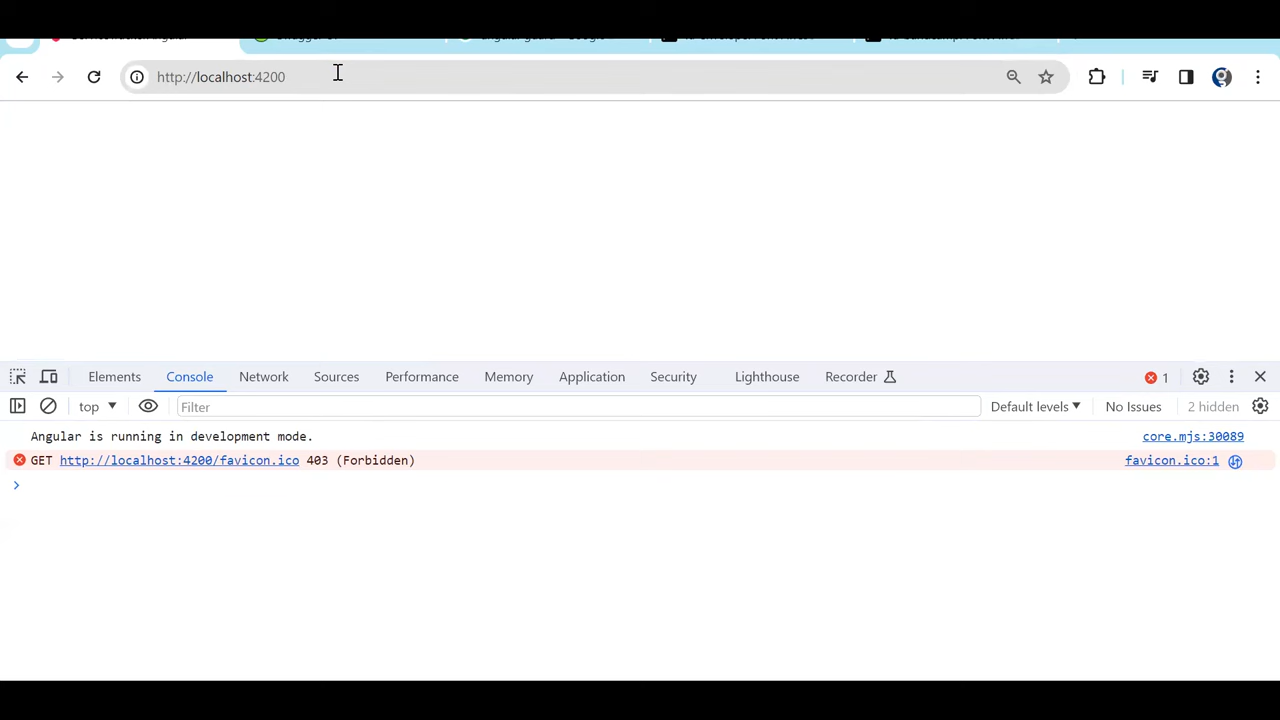 http://localhost:4200
Elements Console Network Sources Performance Memory Application Security Lighthouse Recorder 1
top Filter Default levels No Issues 2 hidden
Angular is running in development mode. core.mjs:30089
GET http://localhost:4200/favicon.ico 403 (Forbidden) favicon.ico:1